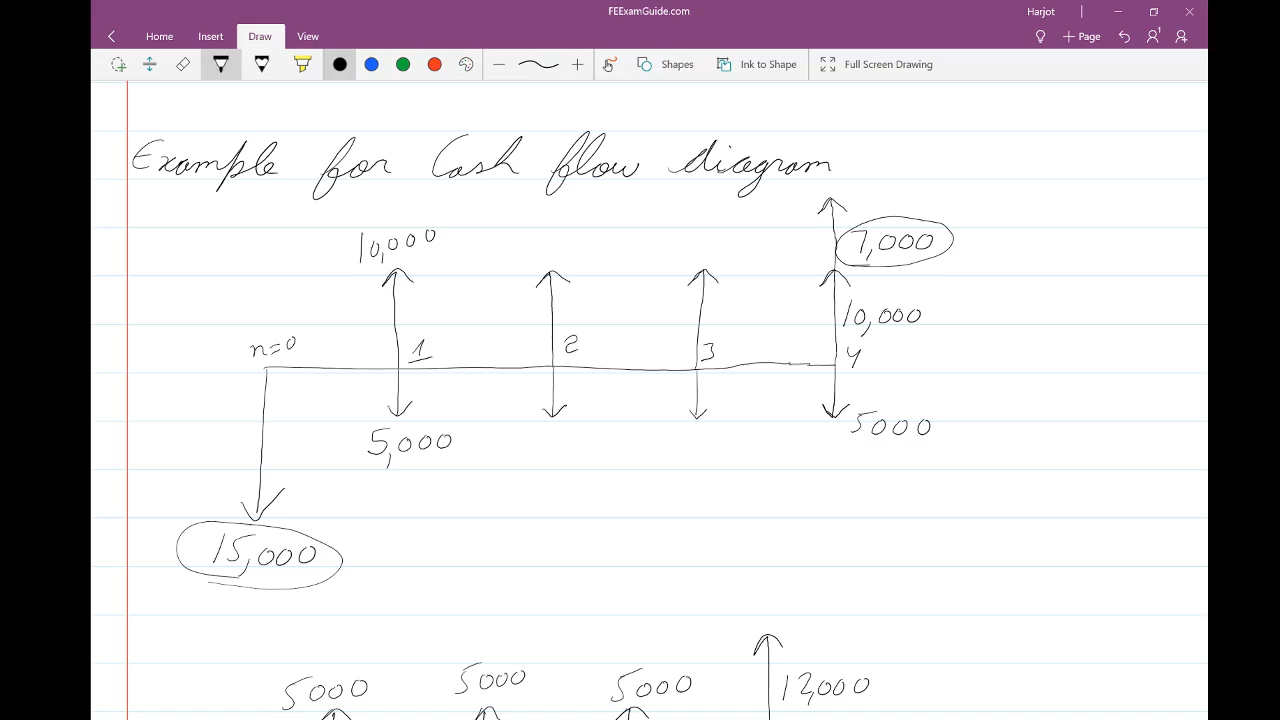 FEExamGuide.com
Harjot
Home Insert Draw View
Page
Shapes Ink to Shape Full Screen Drawing
Example for Cash flow diagram
7,000
10,000
10,000
n=0 1 2 3 4
5,000 5000
15,000
5000 5000 5000 12,000